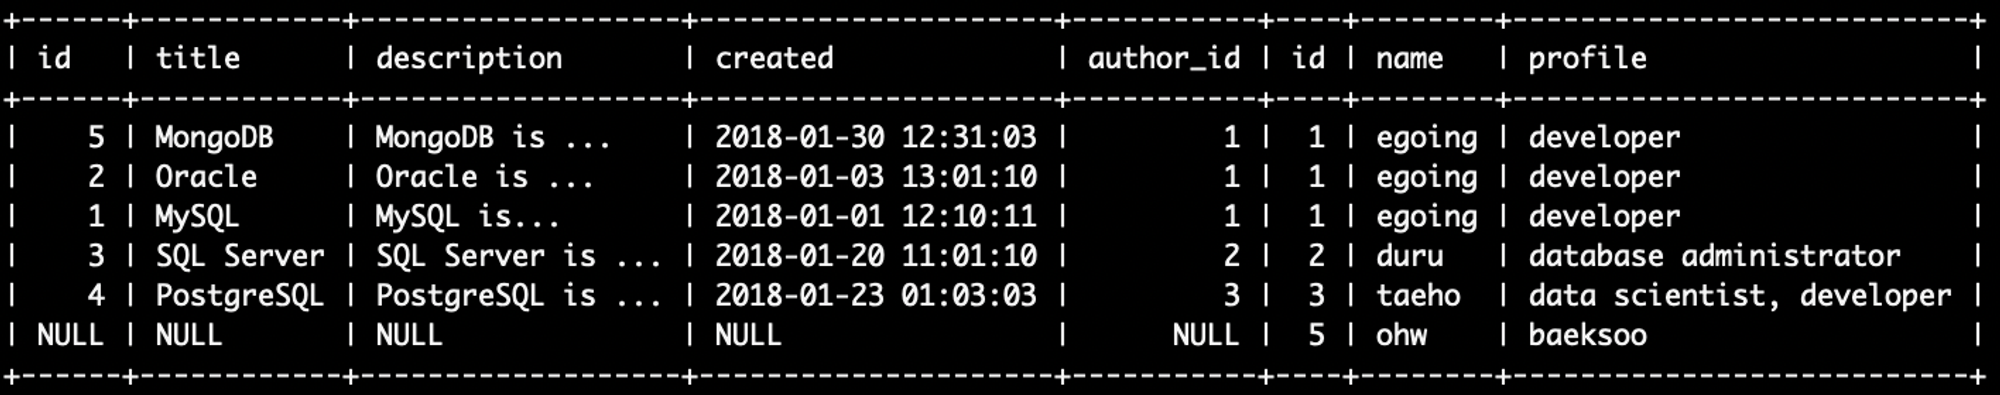 +------+------------+-------------------+---------------------+-----------+----+--------+---------------------------+
| id   | title      | description       | created             | author_id | id | name   | profile                   |
+------+------------+-------------------+---------------------+-----------+----+--------+---------------------------+
|    5 | MongoDB    | MongoDB is ...    | 2018-01-30 12:31:03 |         1 |  1 | egoing | developer                 |
|    2 | Oracle     | Oracle is ...     | 2018-01-03 13:01:10 |         1 |  1 | egoing | developer                 |
|    1 | MySQL      | MySQL is...       | 2018-01-01 12:10:11 |         1 |  1 | egoing | developer                 |
|    3 | SQL Server | SQL Server is ... | 2018-01-20 11:01:10 |         2 |  2 | duru   | database administrator    |
|    4 | PostgreSQL | PostgreSQL is ... | 2018-01-23 01:03:03 |         3 |  3 | taeho  | data scientist, developer |
| NULL | NULL       | NULL              | NULL                |      NULL |  5 | ohw    | baeksoo                   |
+------+------------+-------------------+---------------------+-----------+----+--------+---------------------------+